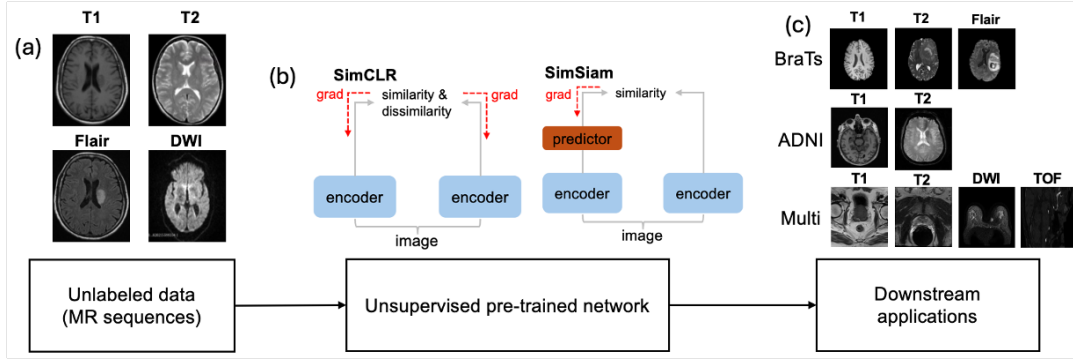 (a)
T1
T2
Flair
DWI
(b)
SimCLR
grad
similarity &
dissimilarity
grad
encoder
encoder
image
SimSiam
grad
similarity
predictor
encoder
encoder
image
(c)
T1
T2
Flair
BraTs
T1
T2
ADNI
T1
T2
DWI
TOF
Multi
Unlabeled data
(MR sequences)
Unsupervised pre-trained network
Downstream
applications